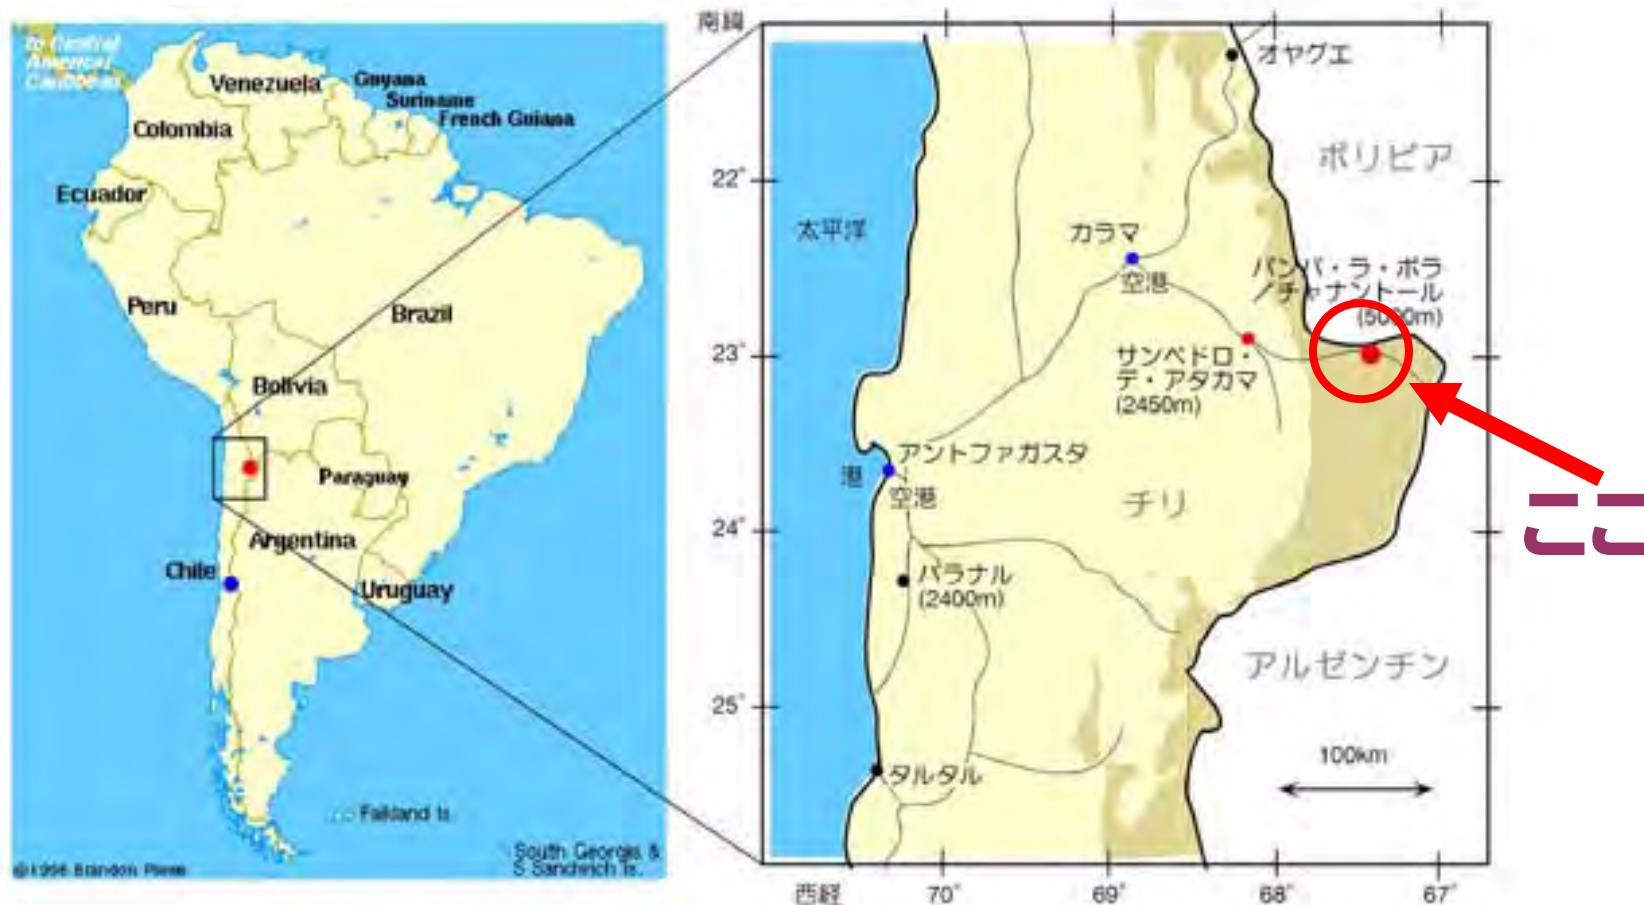 to Central
America/
Caribbean
Venezuela
Guyana
Suriname
French Guiana
Colombia
Ecuador
Peru
Brazil
Bolivia
Paraguay
Argentina
Chile
Uruguay
Falkland Is.
South Georgia &
S Sandwich Is.
©1996
南緯
22°
23°
24°
25°
西経
70°
69°
68°
67°
オヤグエ
ボリビア
太平洋
カラマ
空港
パンパ・ラ・ボラ
/チャナントール
(5000m)
サンペドロ・
デ・アタカマ
(2450m)
アントファガスタ
港
空港
チリ
パラナル
(2400m)
アルゼンチン
タルタル
100km
ここ